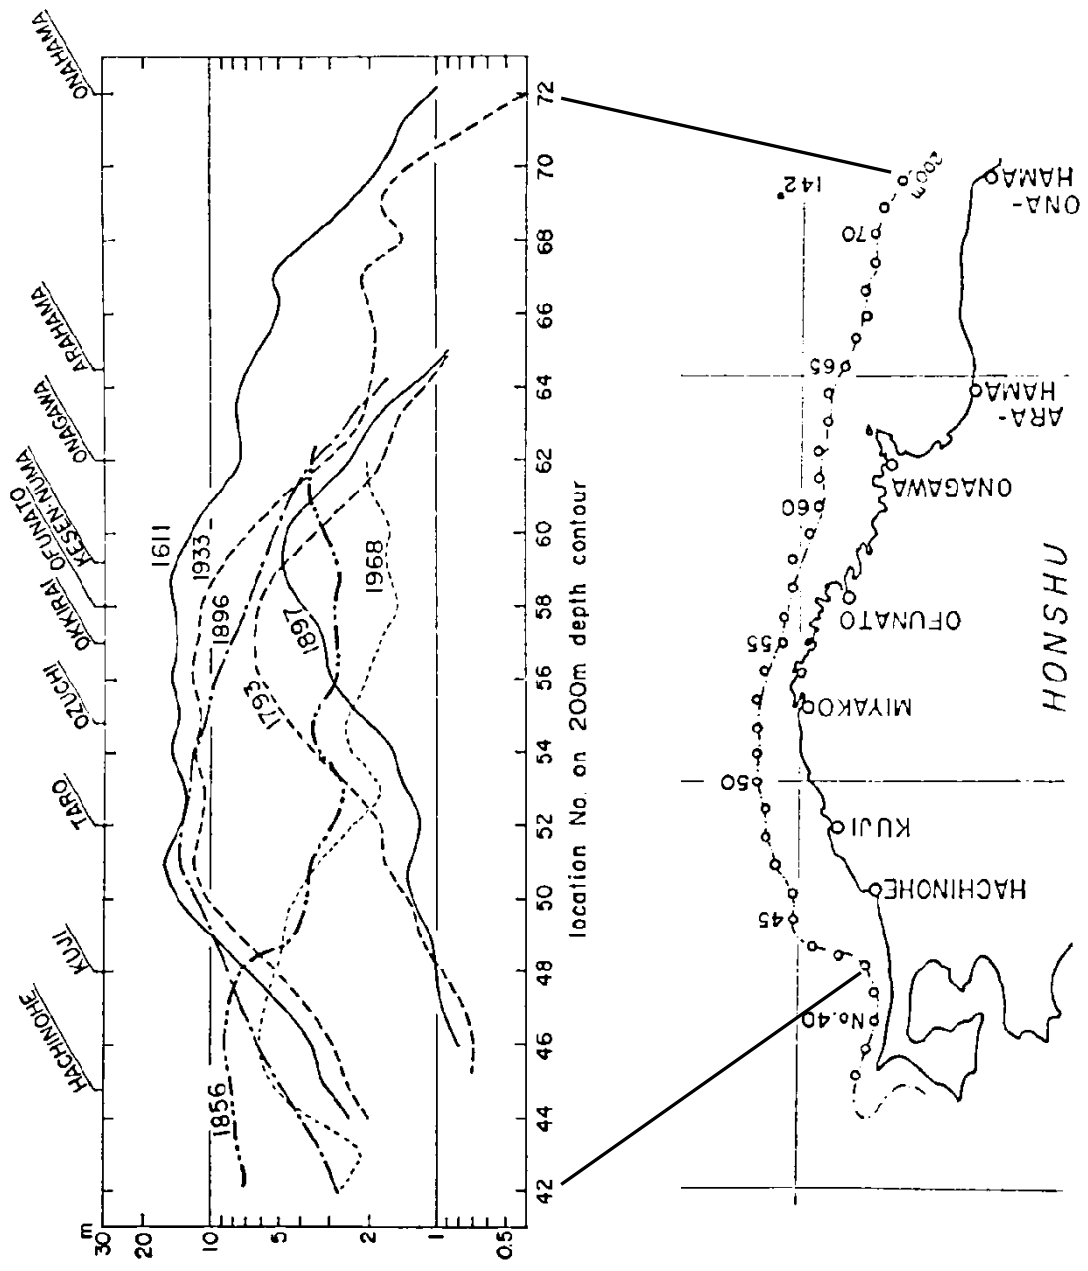 HACHINOHE
KUJI
TARO
OZUCHI
OKKIRAI
OFUNATO
KESEN-NUMA
ONAGAWA
ARAHAMA
ONAHAMA
m
30
20
10
5
2
1
0.5
1856
1793
1897
1896
1933
1611
1968
42
44
46
48
50
52
54
56
58
60
62
64
66
68
70
72
location No. on 200m depth contour
142°
200m
70
65
60
55
50
45
No.40
ONA-
HAMA
ARA-
HAMA
ONAGAWA
OFUNATO
MIYAKO
KUJI
HACHINOHE
HONSHU